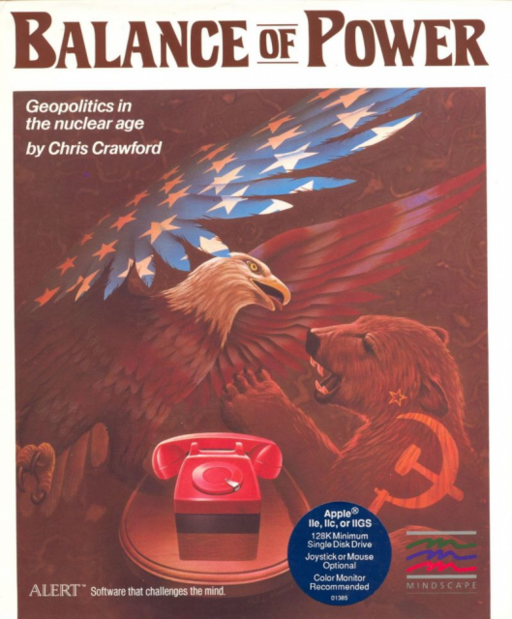 BALANCE OF POWER
Geopolitics in
the nuclear age
by Chris Crawford
Apple®
IIe, IIc, or IIGS
128K Minimum
Single Disk Drive
Joystick or Mouse
Optional
Color Monitor
Recommended
01385
ALERT™ Software that challenges the mind.
MINDSCAPE